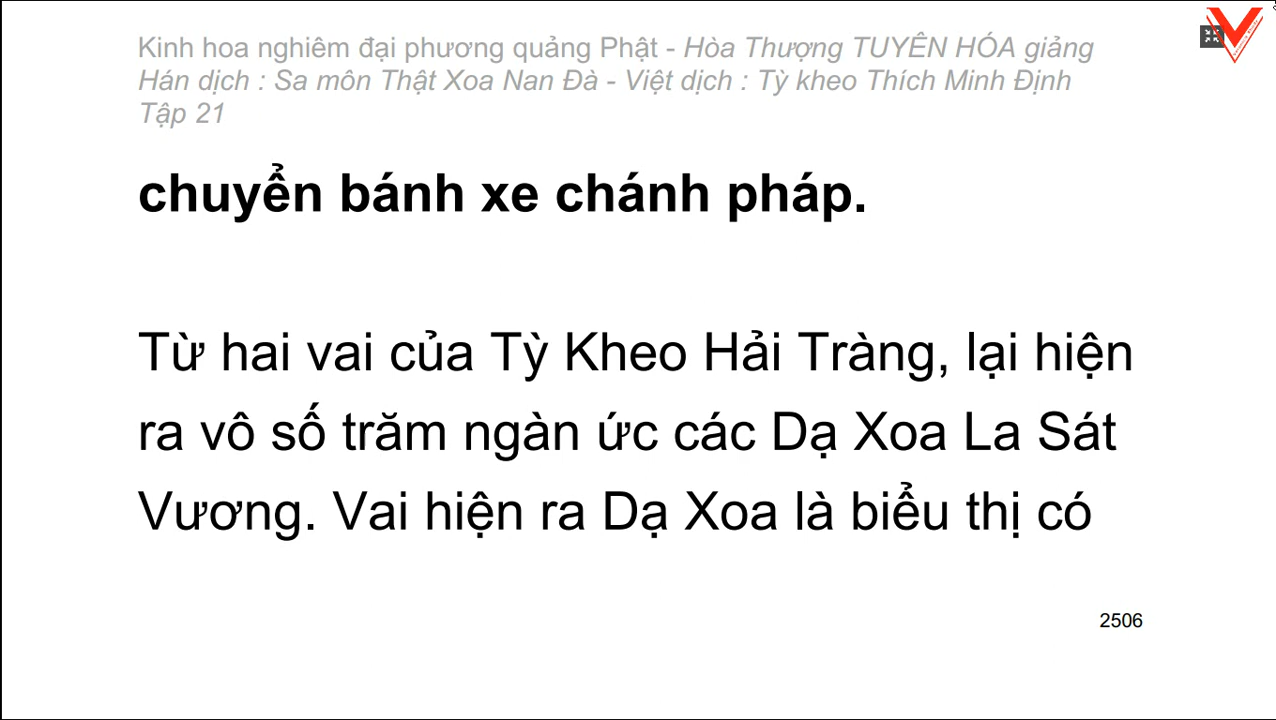 Kinh hoa nghiêm đại phương quảng Phật - Hòa Thượng TUYÊN HÓA giảng
Hán dịch : Sa môn Thật Xoa Nan Đà - Việt dịch : Tỳ kheo Thích Minh Định
Tập 21
chuyển bánh xe chánh pháp.
Từ hai vai của Tỳ Kheo Hải Tràng, lại hiện
ra vô số trăm ngàn ức các Dạ Xoa La Sát
Vương. Vai hiện ra Dạ Xoa là biểu thị có
2506